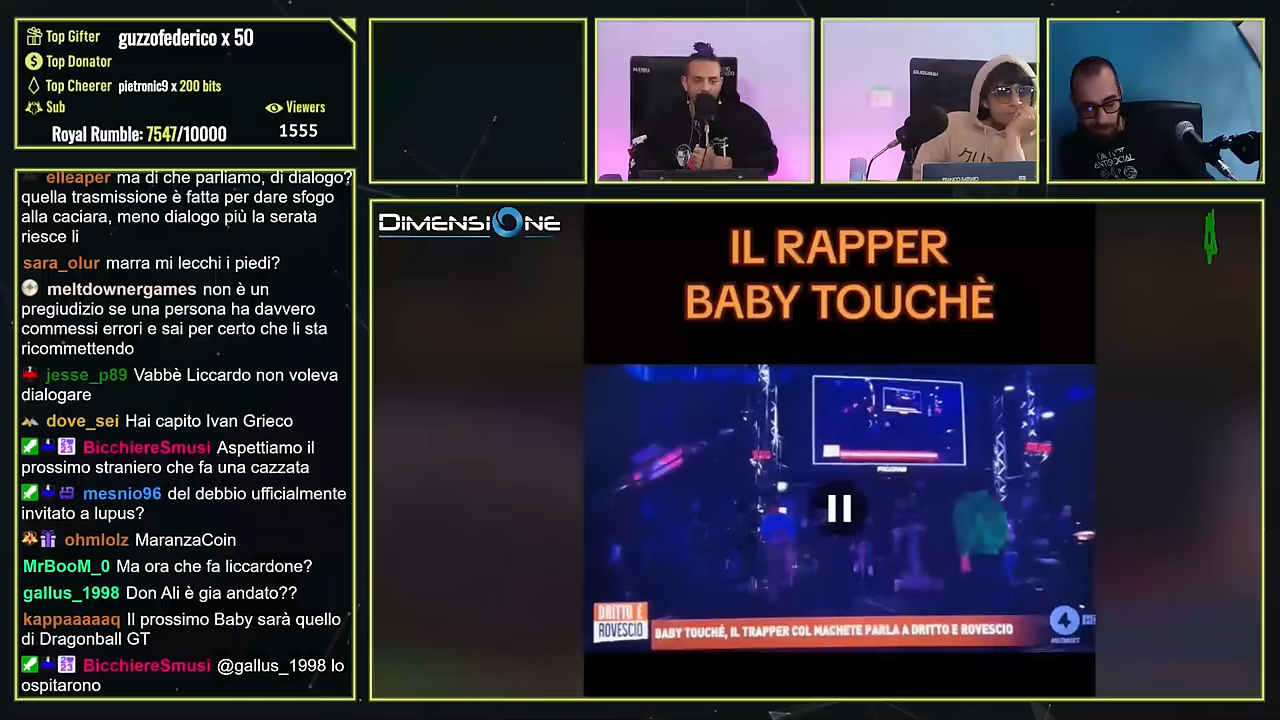 Top Gifter guzzofederico x 50
Top Donator
Top Cheerer pietronic9 x 200 bits
Sub
Viewers
Royal Rumble: 7547/10000
1555
elleaper ma di che parliamo, di dialogo?
quella trasmissione è fatta per dare sfogo
alla caciara, meno dialogo più la serata
riesce li
sara_olur marra mi lecchi i piedi?
meltdownergames non è un
pregiudizio se una persona ha davvero
commessi errori e sai per certo che li sta
ricommettendo
jesse_p89 Vabbè Liccardo non voleva
dialogare
dove_sei Hai capito Ivan Grieco
BicchiereSmusi Aspettiamo il
prossimo straniero che fa una cazzata
mesnio96 del debbio ufficialmente
invitato a lupus?
ohmlolz MaranzaCoin
MrBooM_0 Ma ora che fa liccardone?
gallus_1998 Don Ali è gia andato??
kappaaaaaq Il prossimo Baby sarà quello
di Dragonball GT
BicchiereSmusi @gallus_1998 lo
ospitarono
DIMENSIONE
IL RAPPER
BABY TOUCHÈ
PROGRAM
DRITTO E
ROVESCIO
BABY TOUCHÈ, IL TRAPPER COL MACHETE PARLA A DRITTO E ROVESCIO
4
MEDIASET